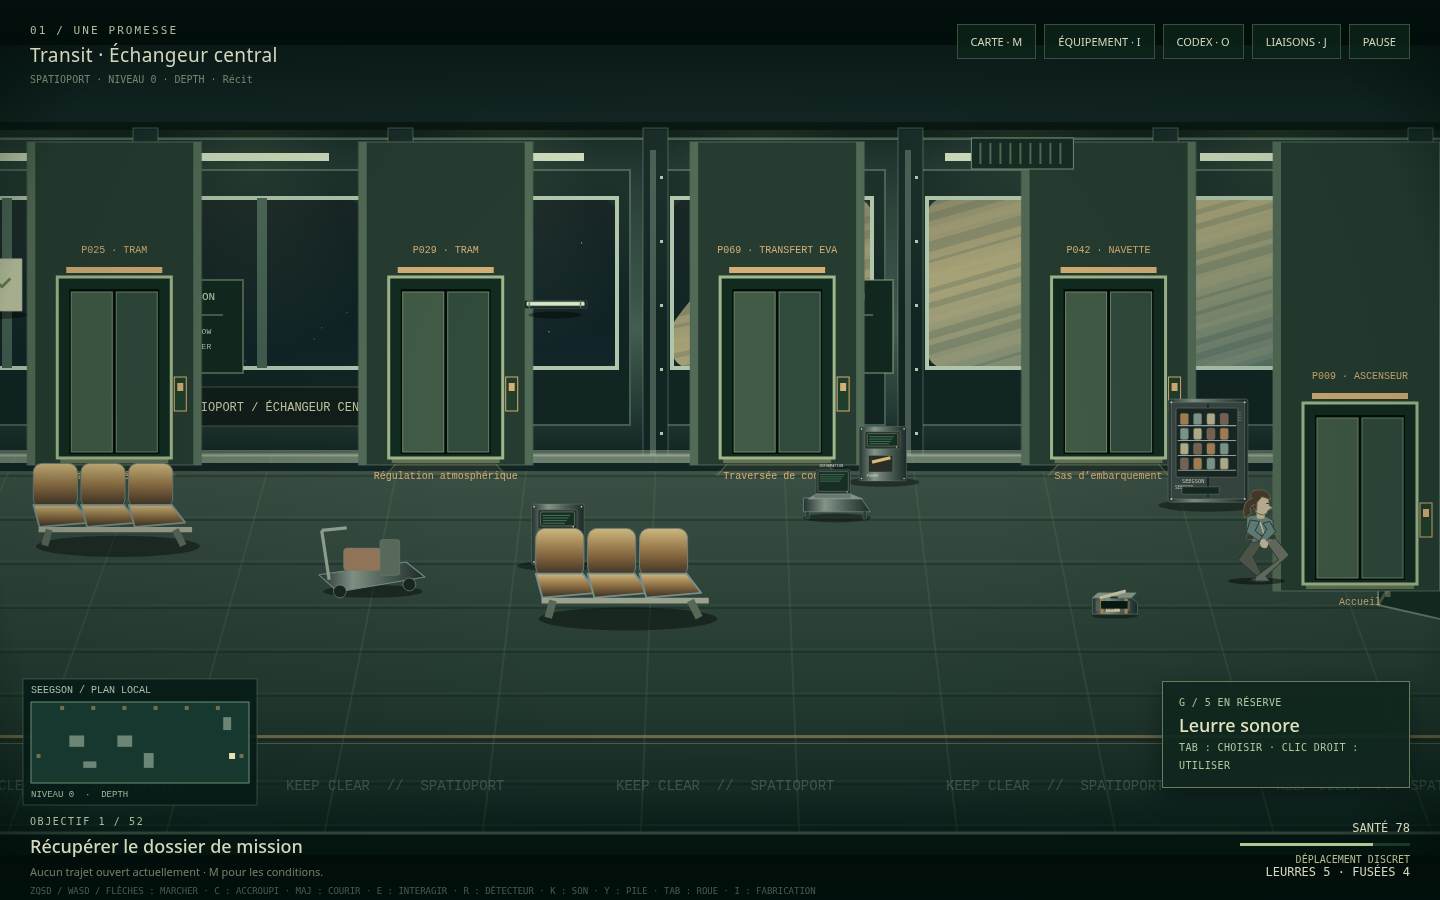 01 / UNE PROMESSE
Transit · Échangeur central
SPATIOPORT · NIVEAU 0 · DEPTH · Récit
CARTE · M
ÉQUIPEMENT · I
CODEX · O
LIAISONS · J
PAUSE
P025 · TRAM
P029 · TRAM
P069 · TRANSFERT EVA
P042 · NAVETTE
P009 · ASCENSEUR
IOPORT / ÉCHANGEUR CEN
Régulation atmosphérique
Traversée de co
Sas d’embarquement
Accueil
SEEGSON
SEEGSON / PLAN LOCAL
NIVEAU 0 · DEPTH
G / 5 EN RÉSERVE
Leurre sonore
TAB : CHOISIR · CLIC DROIT :
UTILISER
KEEP CLEAR // SPATIOPORT
KEEP CLEAR // SPATIOPORT
KEEP CLEAR // SPATIOPORT
OBJECTIF 1 / 52
Récupérer le dossier de mission
Aucun trajet ouvert actuellement · M pour les conditions.
ZQSD / WASD / FLÈCHES : MARCHER · C : ACCROUPI · MAJ : COURIR · E : INTERAGIR · R : DÉTECTEUR · K : SON · Y : PILE · TAB : ROUE · I : FABRICATION
SANTÉ 78
DÉPLACEMENT DISCRET
LEURRES 5 · FUSÉES 4